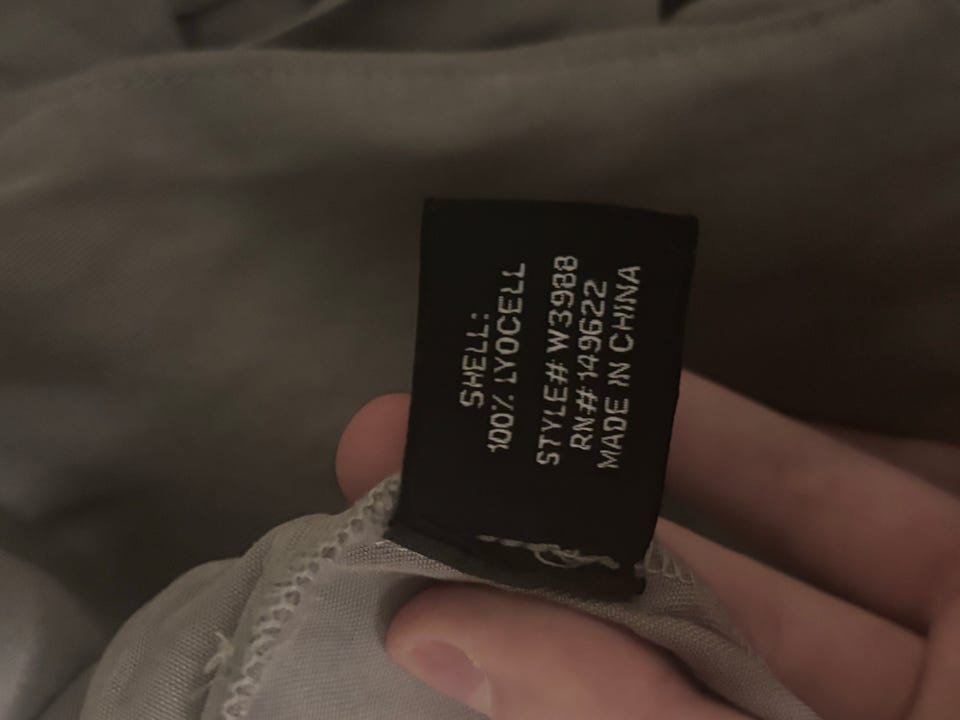 SHELL:
100% LYOCELL
STYLE# W3988
RN# 149622
MADE IN CHINA